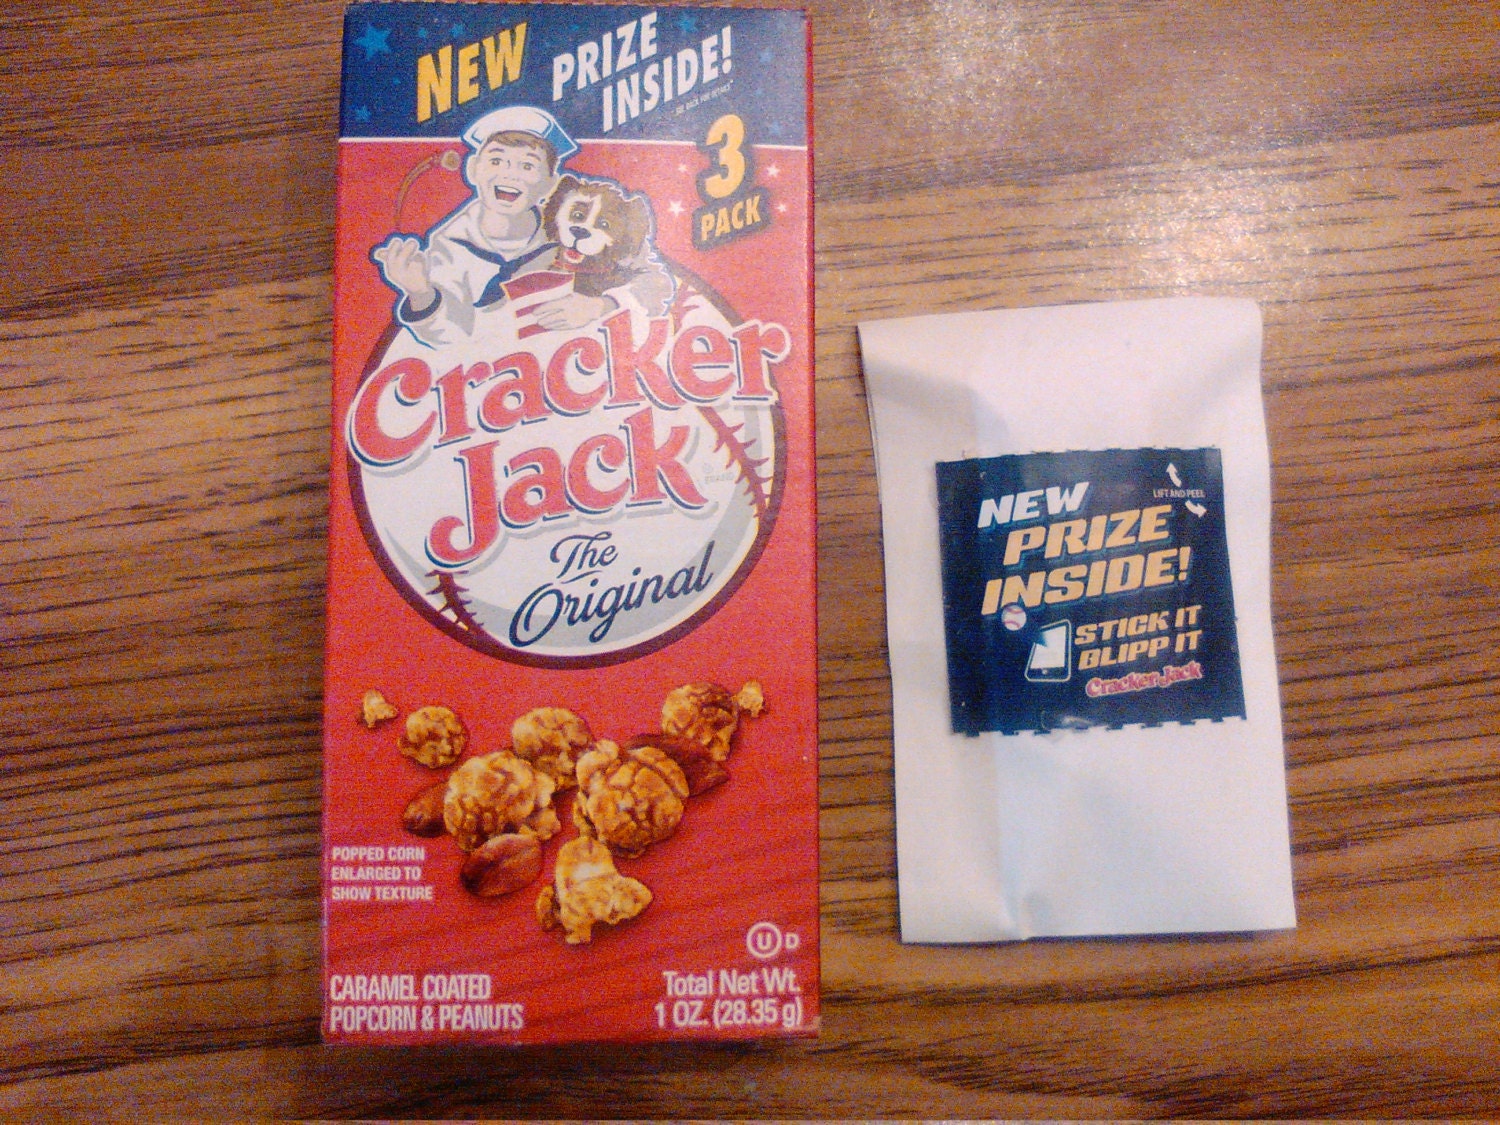 NEW PRIZE
INSIDE!
3
PACK
Cracker
Jack
The
Original
POPPED CORN
ENLARGED TO
SHOW TEXTURE
U D
CARAMEL COATED
POPCORN & PEANUTS
Total Net Wt.
1 OZ. (28.35 g)
LIFT AND PEEL
NEW
PRIZE
INSIDE!
STICK IT
BLIPP IT
Cracker Jack